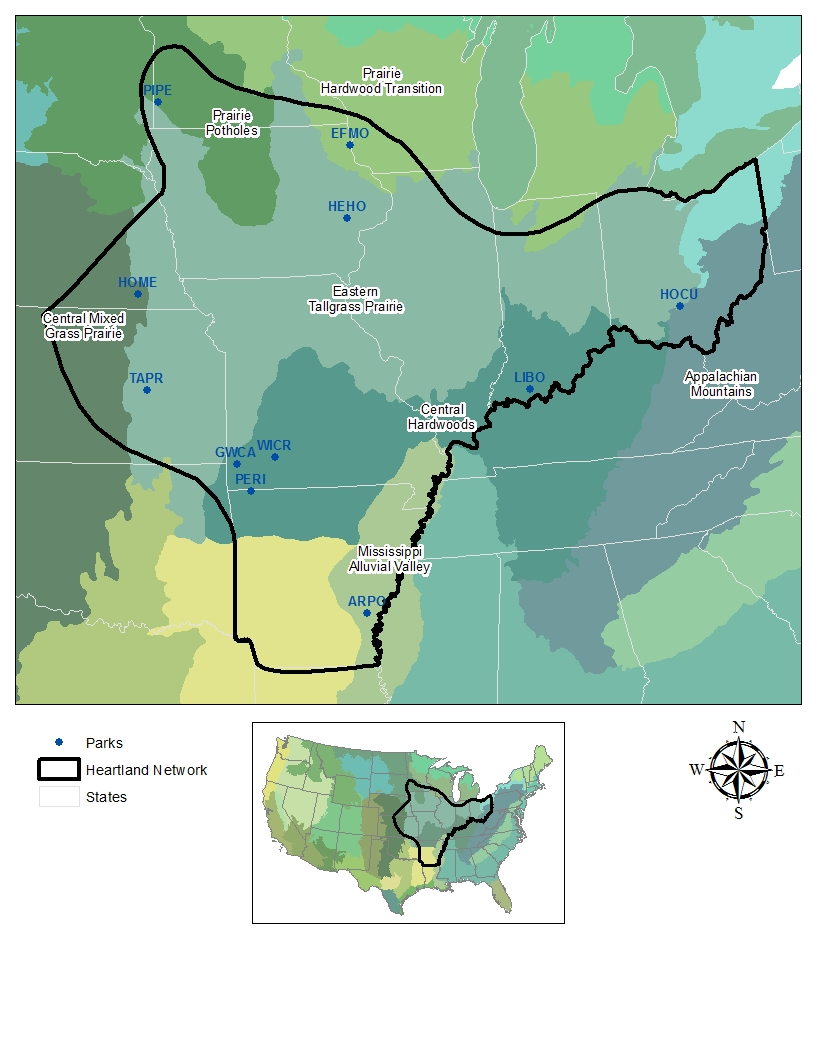 Prairie
Hardwood Transition
PIPE
Prairie
Potholes
EFMO
HEHO
HOME
Eastern
Tallgrass Prairie
HOCU
Central Mixed
Grass Prairie
TAPR
LIBO
Appalachian
Mountains
Central
Hardwoods
GWCA
WICR
PERI
Mississippi
Alluvial Valley
ARPO
Parks
Heartland Network
States
N
W
E
S